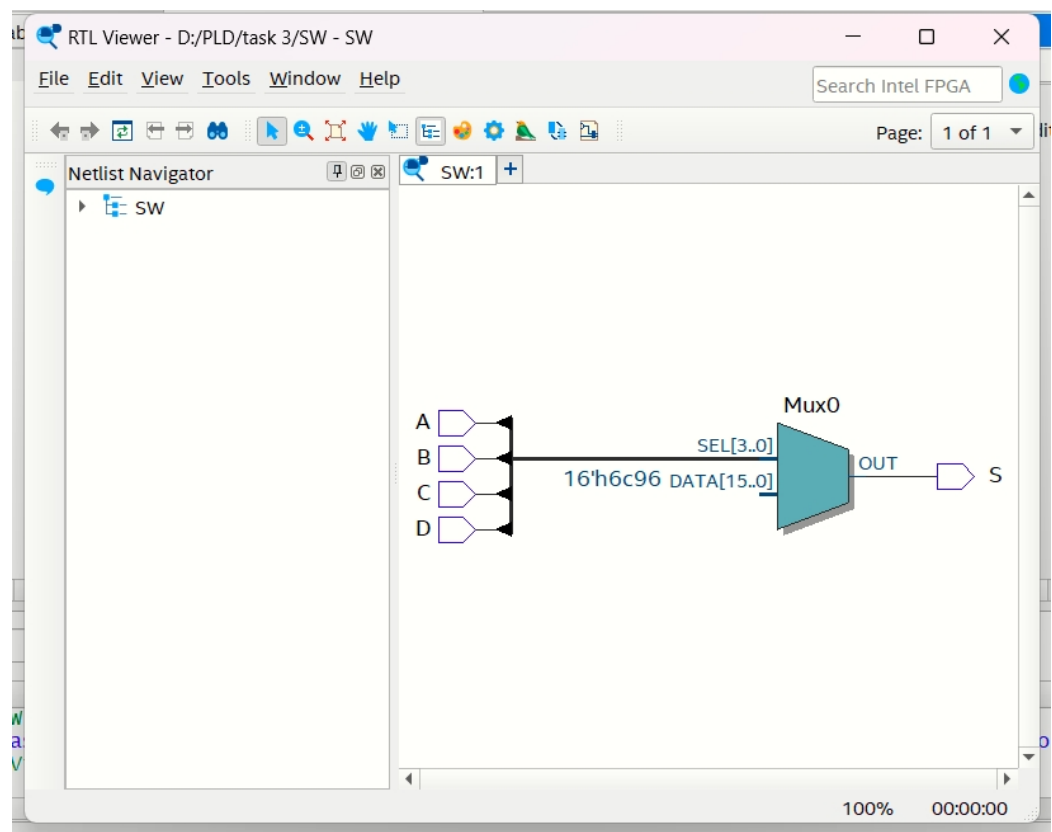 RTL Viewer - D:/PLD/task 3/SW - SW
File Edit View Tools Window Help
Search Intel FPGA
Page: 1 of 1
Netlist Navigator
SW:1
SW
Mux0
A
B
C
D
SEL[3..0]
16'h6c96 DATA[15..0]
OUT
S
100% 00:00:00